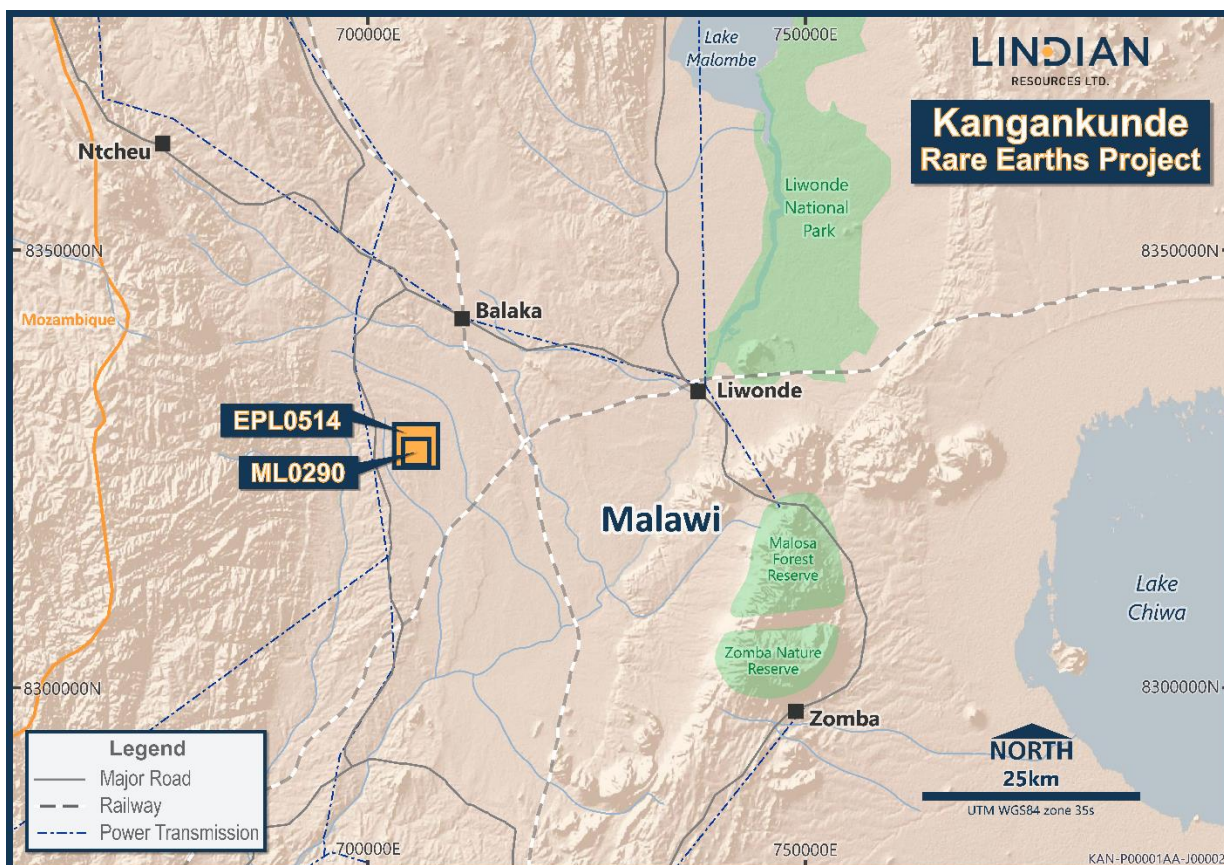 700000E
750000E
Lake
Malombe
LINDIAN
RESOURCES LTD.
Kangankunde
Rare Earths Project
Ntcheu
Liwonde
National
Park
8350000N
8350000N
Mozambique
Balaka
Liwonde
EPL0514
ML0290
Malawi
Malosa
Forest
Reserve
Lake
Chiwa
Zomba Nature
Reserve
8300000N
8300000N
Zomba
Legend
Major Road
Railway
Power Transmission
NORTH
25km
UTM WGS84 zone 35s
700000E
750000E
KAN-P00001AA-J00002